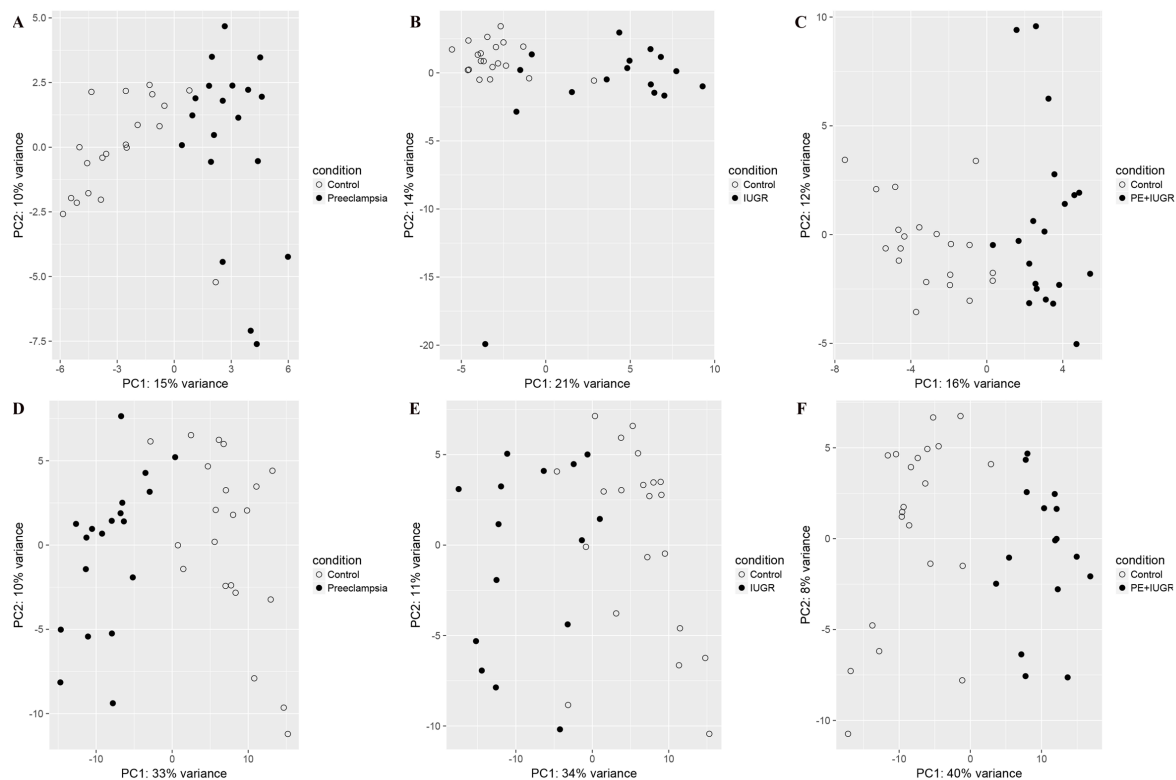 A
5.0
2.5
0.0
-2.5
-5.0
-7.5
PC2: 10% variance
-6
-3
0
3
6
PC1: 15% variance
condition
Control
Preeclampsia
B
0
-5
-10
-15
-20
PC2: 14% variance
-5
0
5
10
PC1: 21% variance
condition
Control
IUGR
C
10
5
0
-5
PC2: 12% variance
-8
-4
0
4
PC1: 16% variance
condition
Control
PE+IUGR
D
5
0
-5
-10
PC2: 10% variance
-10
0
10
PC1: 33% variance
condition
Control
Preeclampsia
E
5
0
-5
-10
PC2: 11% variance
-10
0
10
PC1: 34% variance
condition
Control
IUGR
F
5
0
-5
-10
PC2: 8% variance
-10
0
10
PC1: 40% variance
condition
Control
PE+IUGR